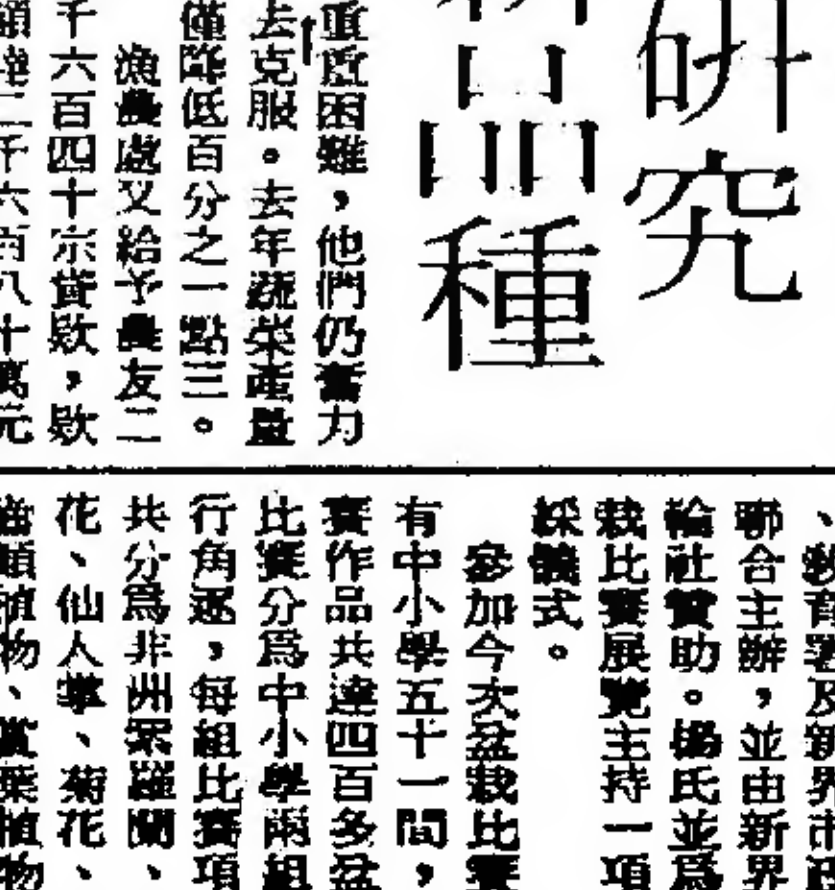 研究
品種
重重困難，他們仍奮力
去克服。去年蔬菜產量
僅降低百分之一點三。
漁農處又給予農友二
千六百四十宗貸款，款
額達二千六百八十萬元
、教育署及新界市政
聯合主辦，並由新界
輪社贊助。楊氏並爲
栽比賽展覽主持一項
綵儀式。
參加今次盆栽比賽
有中小學五十一間，
賽作品共達四百多盆
比賽分爲中小學兩組
行角逐，每組比賽項
共分爲非洲紫羅蘭、
花、仙人掌、菊花、
類植物、賞葉植物